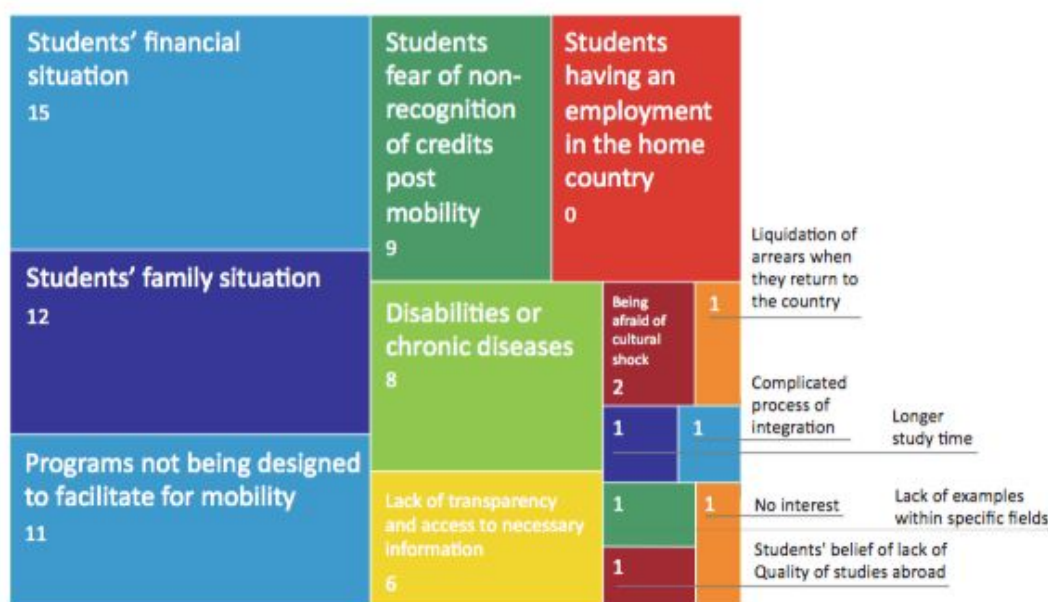 Students' financial
situation
15
Students' family situation
12
Programs not being designed
to facilitate for mobility
11
Students
fear of non-
recognition
of credits
post
mobility
9
Students
having an
employment
in the home
country
0
Disabilities or
chronic diseases
8
Lack of transparency
and access to necessary
information
6
Being
afraid of
cultural
shock
2
1
Liquidation of
arrears when
they return to
the country
1
1
Complicated
process of
integration
Longer
study time
1
1
No interest
Lack of examples
within specific fields
1
Students' belief of lack of
Quality of studies abroad